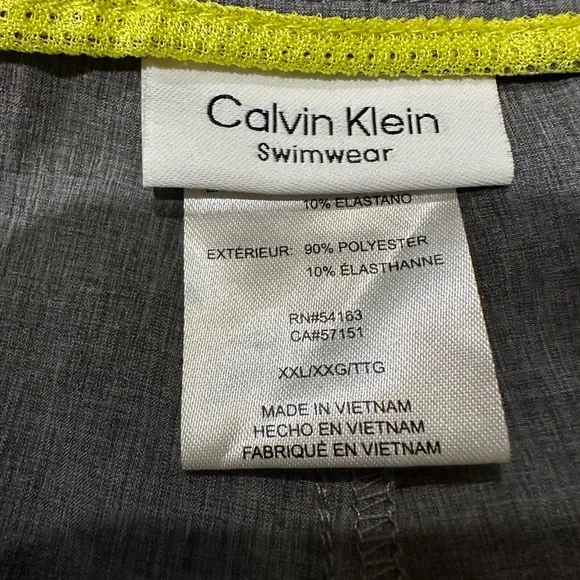 Calvin Klein
Swimwear
10% ELASTANO
EXTÉRIEUR: 90% POLYESTER
10% ÉLASTHANNE
RN#54163
CA#57151
XXL/XXG/TTG
MADE IN VIETNAM
HECHO EN VIETNAM
FABRIQUÉ EN VIETNAM